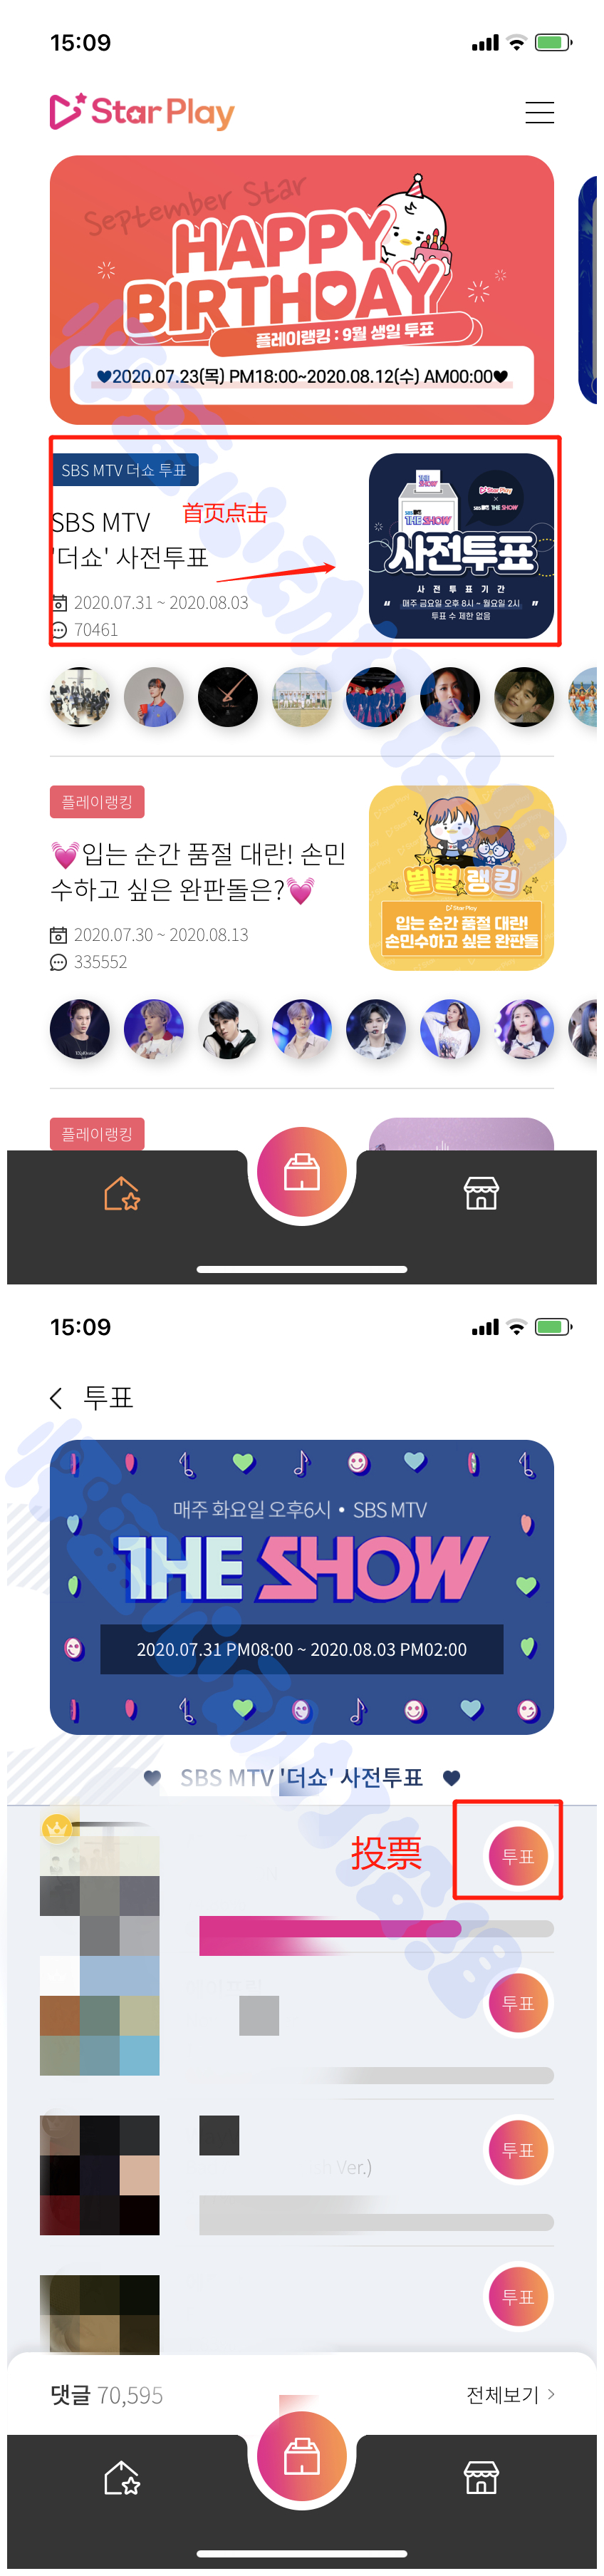 15:09
Star Play
September Star
HAPPY
BIRTHDAY
플레이랭킹 : 9월 생일 투표
♥2020.07.23(목) PM18:00~2020.08.12(수) AM00:00♥
SBS MTV 더쇼 투표
SBS MTV
'더쇼' 사전투표
首页点击
2020.07.31 ~ 2020.08.03
70461
Star Play
×
SBS MTV THE SHOW
THE SHOW
사전투표
사 전 투 표 기 간
“ 매주 금요일 오후 8시 ~ 월요일 2시 ”
투표 수 제한 없음
플레이랭킹
💓입는 순간 품절 대란! 손민
수하고 싶은 완판돌은?💓
2020.07.30 ~ 2020.08.13
335552
별별랭킹
Star Play
입는 순간 품절 대란!
손민수하고 싶은 완판돌
플레이랭킹
15:09
투표
매주 화요일 오후6시 • SBS MTV
THE SHOW
2020.07.31 PM08:00 ~ 2020.08.03 PM02:00
♥ SBS MTV '더쇼' 사전투표 ♥
投票
투표
투표
Ver.)
투표
투표
댓글 70,595
전체보기 >